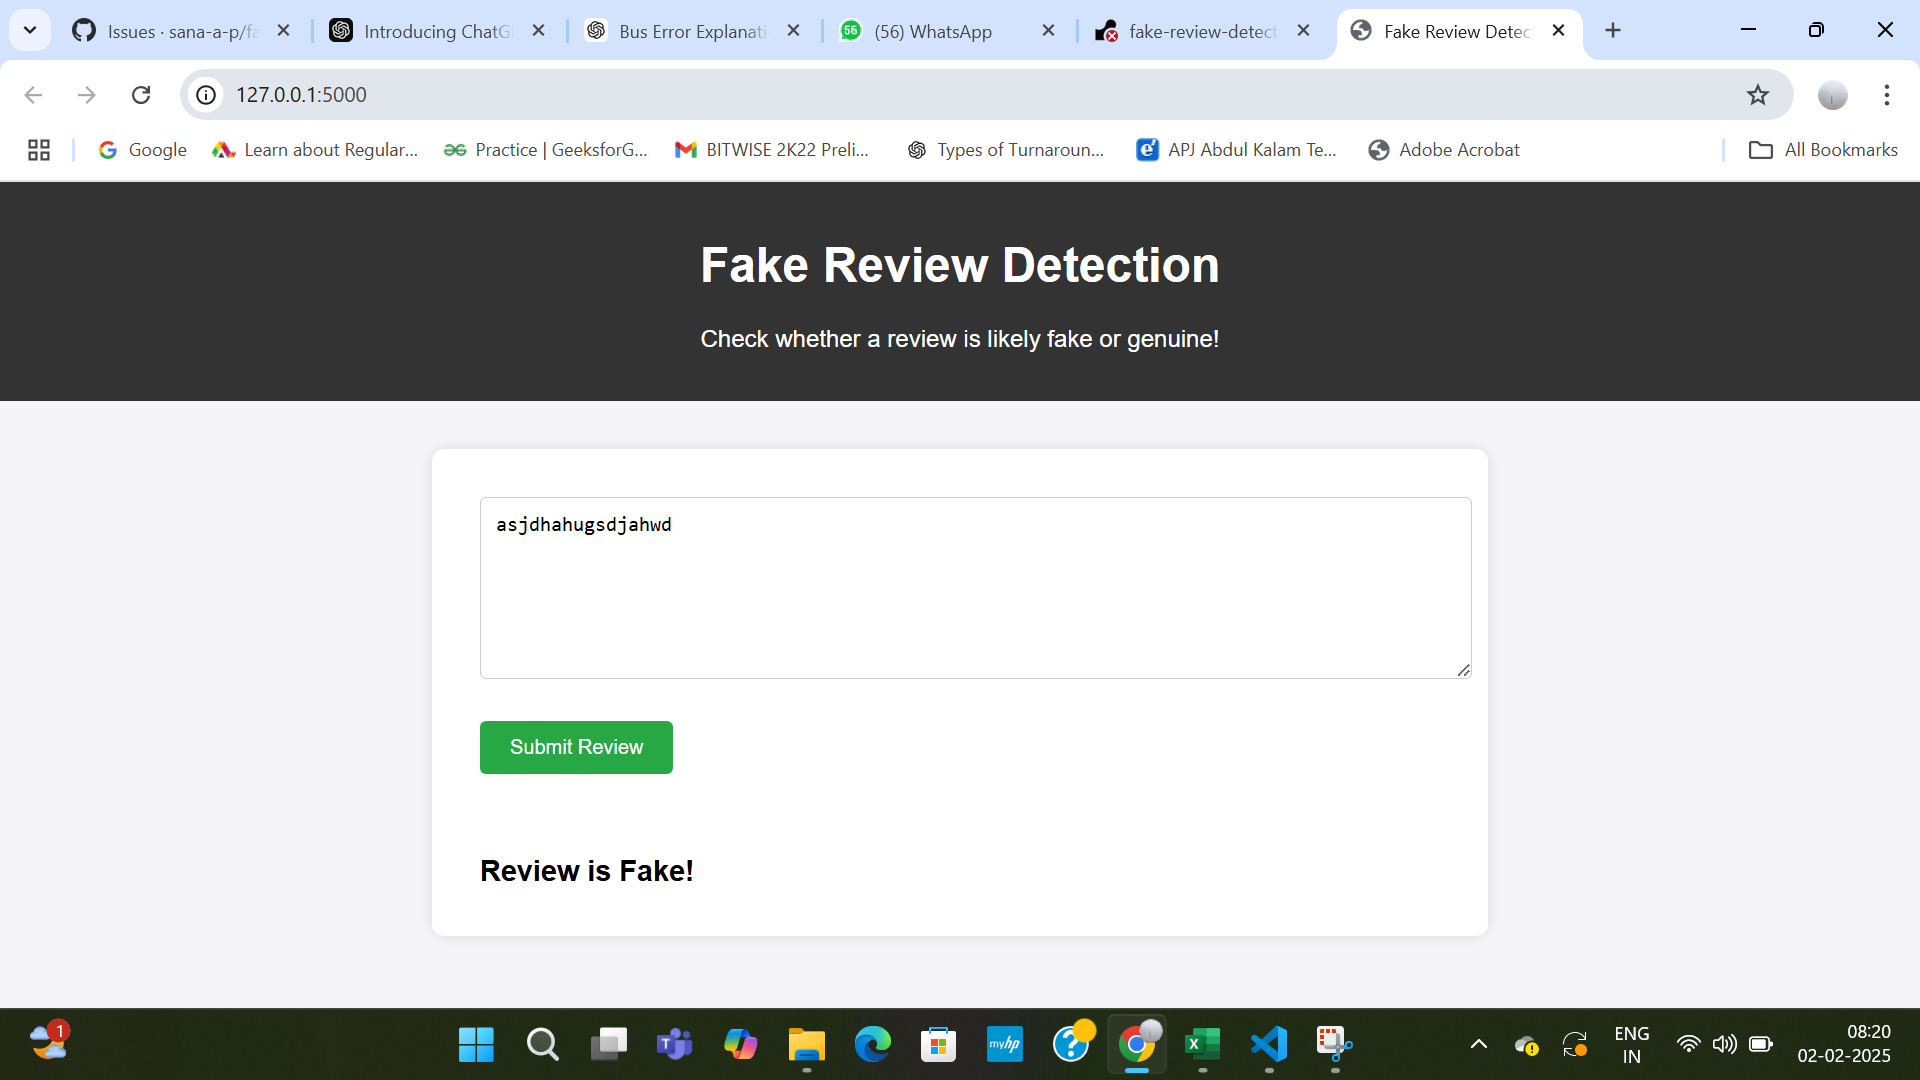 Issues · sana-a-p/fa
Introducing ChatG
Bus Error Explanati
56
(56) WhatsApp
fake-review-detect
Fake Review Detec
127.0.0.1:5000
Google
Learn about Regular...
Practice | GeeksforG...
BITWISE 2K22 Preli...
Types of Turnaroun...
APJ Abdul Kalam Te...
Adobe Acrobat
All Bookmarks
Fake Review Detection
Check whether a review is likely fake or genuine!
asjdhahugsdjahwd
Submit Review
Review is Fake!
1
myhp
ENG
IN
08:20
02-02-2025